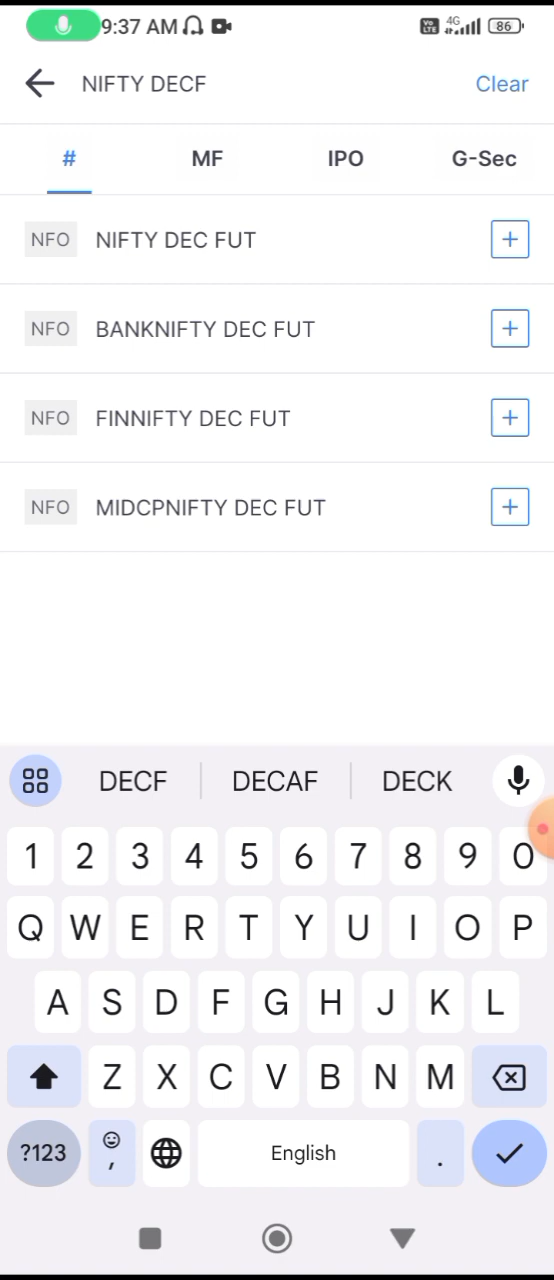 9:37 AM
Vo LTE 4G 86
NIFTY DECF
Clear
# MF IPO G-Sec
NFO NIFTY DEC FUT +
NFO BANKNIFTY DEC FUT +
NFO FINNIFTY DEC FUT +
NFO MIDCPNIFTY DEC FUT +
DECF DECAF DECK
1 2 3 4 5 6 7 8 9 0
Q W E R T Y U I O P
A S D F G H J K L
Z X C V B N M
?123 , English .